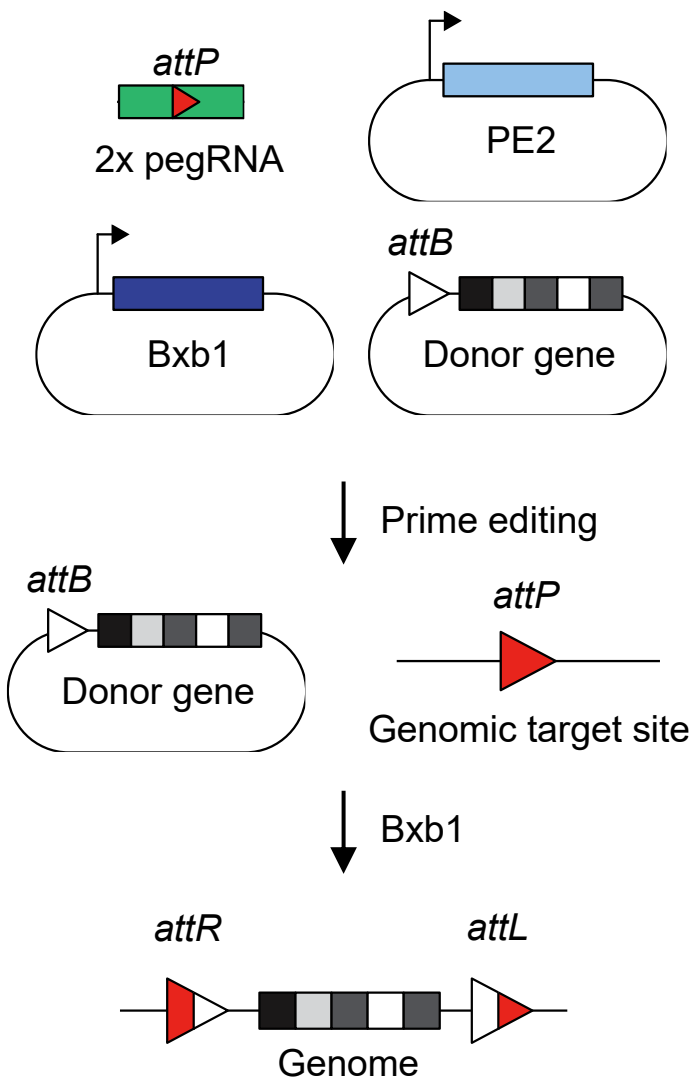 attP
2x pegRNA
PE2
Bxb1
attB
Donor gene
Prime editing
attB
Donor gene
attP
Genomic target site
Bxb1
attR
attL
Genome